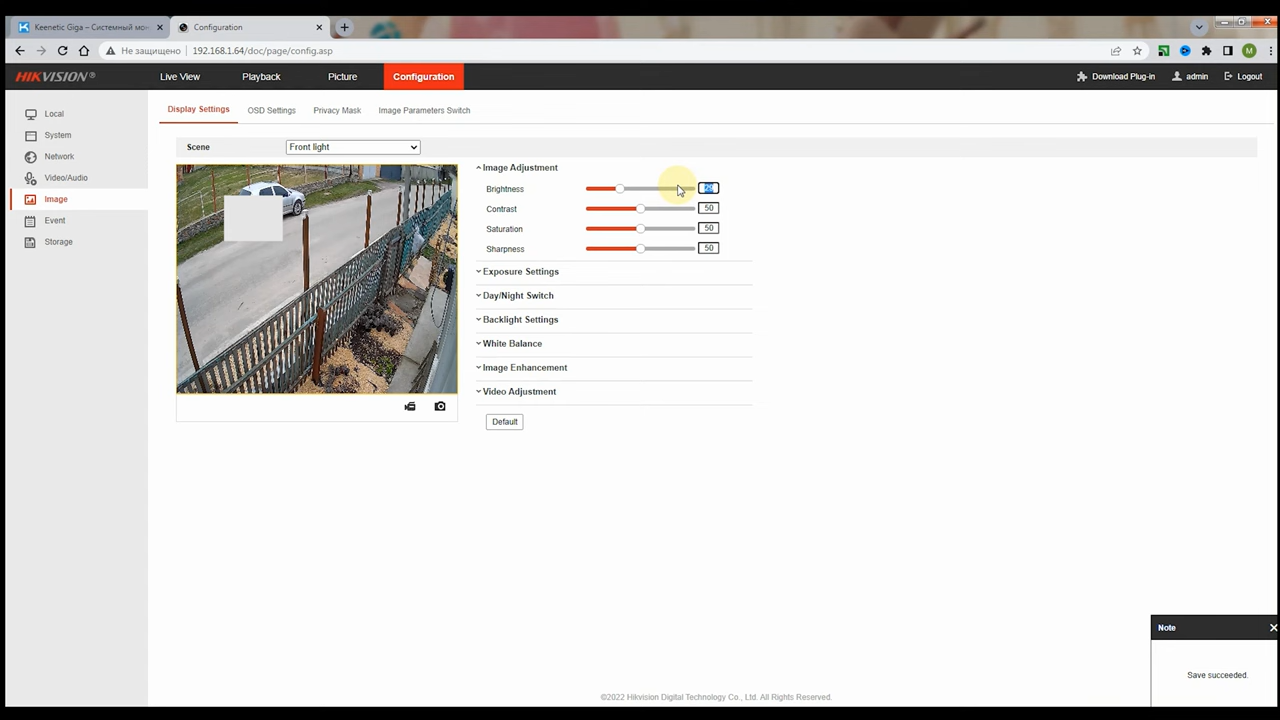 Keenetic Giga – Системный мон
Configuration
Не защищено
192.168.1.64/doc/page/config.asp
M
HIKVISION®
Live View
Playback
Picture
Configuration
Download Plug-in
admin
Logout
Local
System
Network
Video/Audio
Image
Event
Storage
Display Settings
OSD Settings
Privacy Mask
Image Parameters Switch
Scene
Front light
Image Adjustment
Brightness
Contrast
50
Saturation
50
Sharpness
50
Exposure Settings
Day/Night Switch
Backlight Settings
White Balance
Image Enhancement
Video Adjustment
Default
Note
Save succeeded.
©2022 Hikvision Digital Technology Co., Ltd. All Rights Reserved.